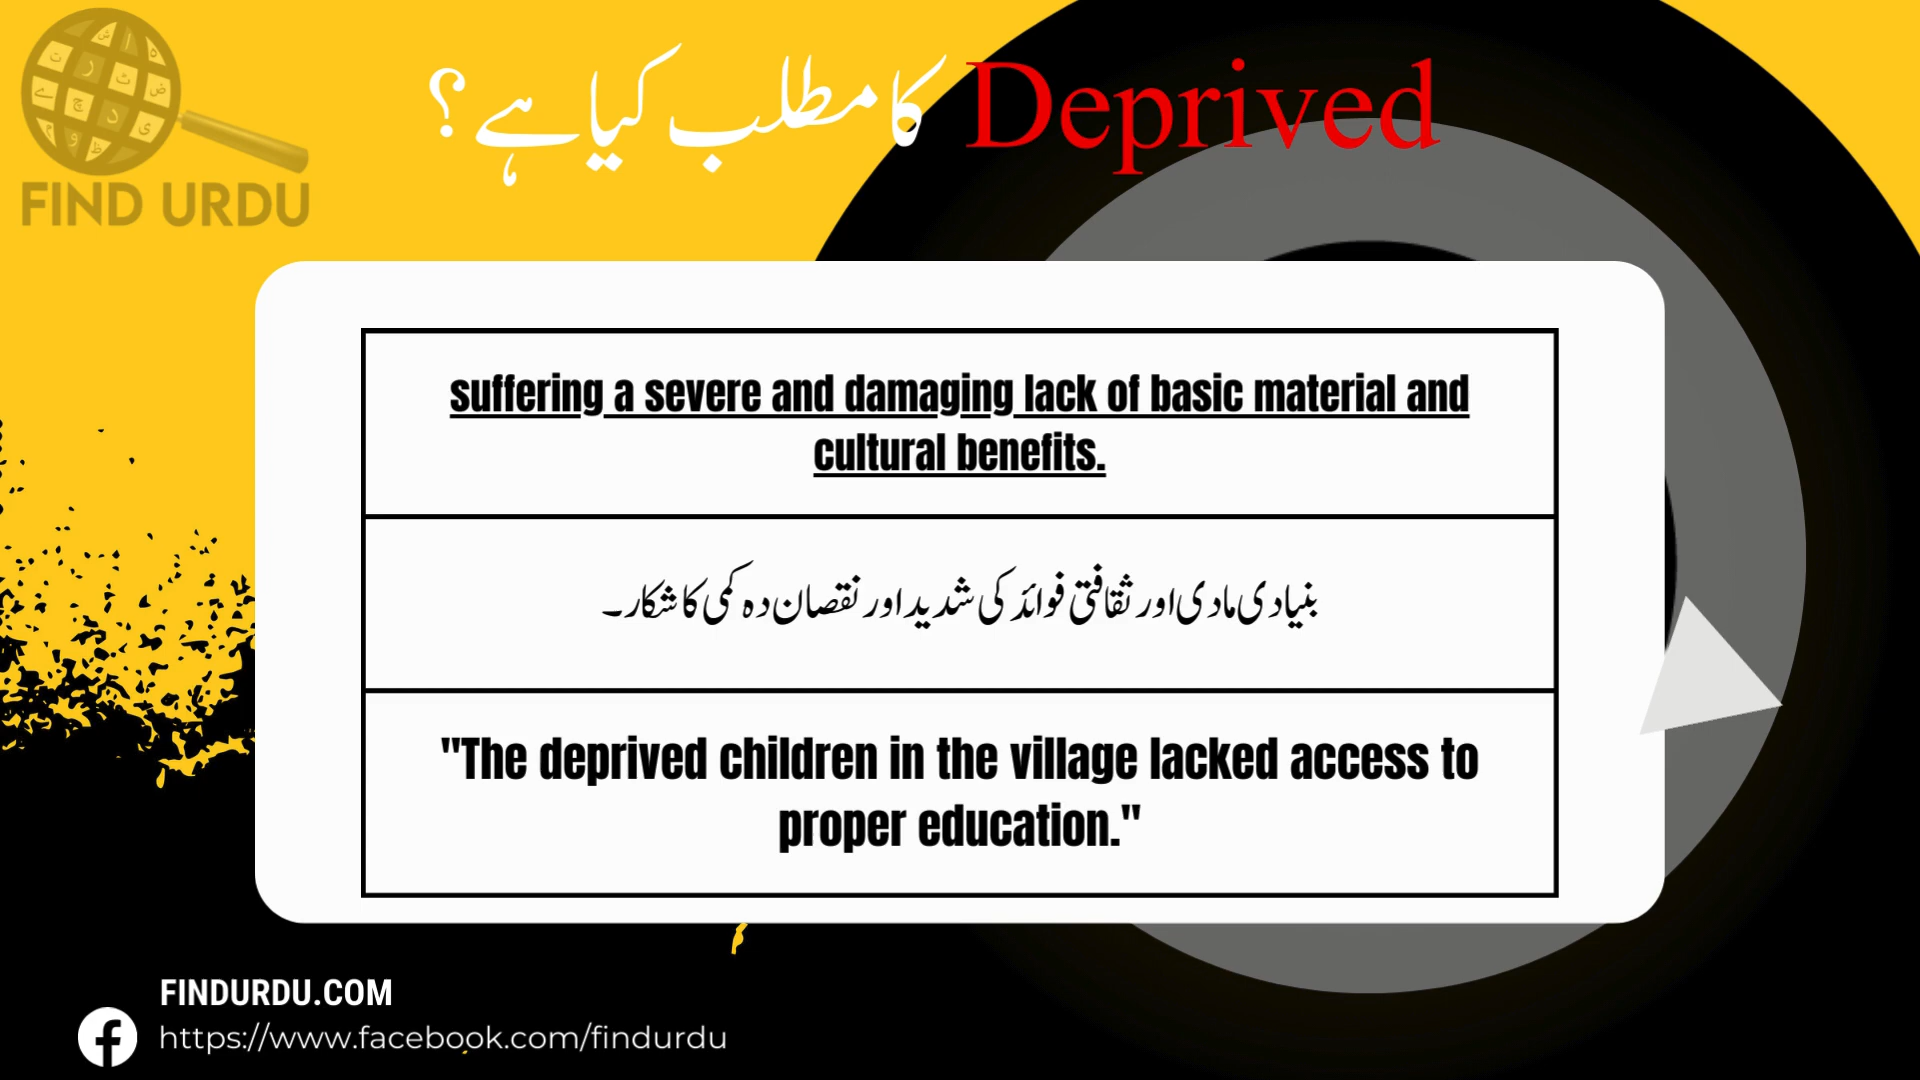 FIND URDU
Deprived کا مطلب کیا ہے؟
suffering a severe and damaging lack of basic material and
cultural benefits.
بنیادی مادی اور ثقافتی فوائد کی شدید اور نقصان دہ کمی کا شکار۔
"The deprived children in the village lacked access to
proper education."
FINDURDU.COM
https://www.facebook.com/findurdu